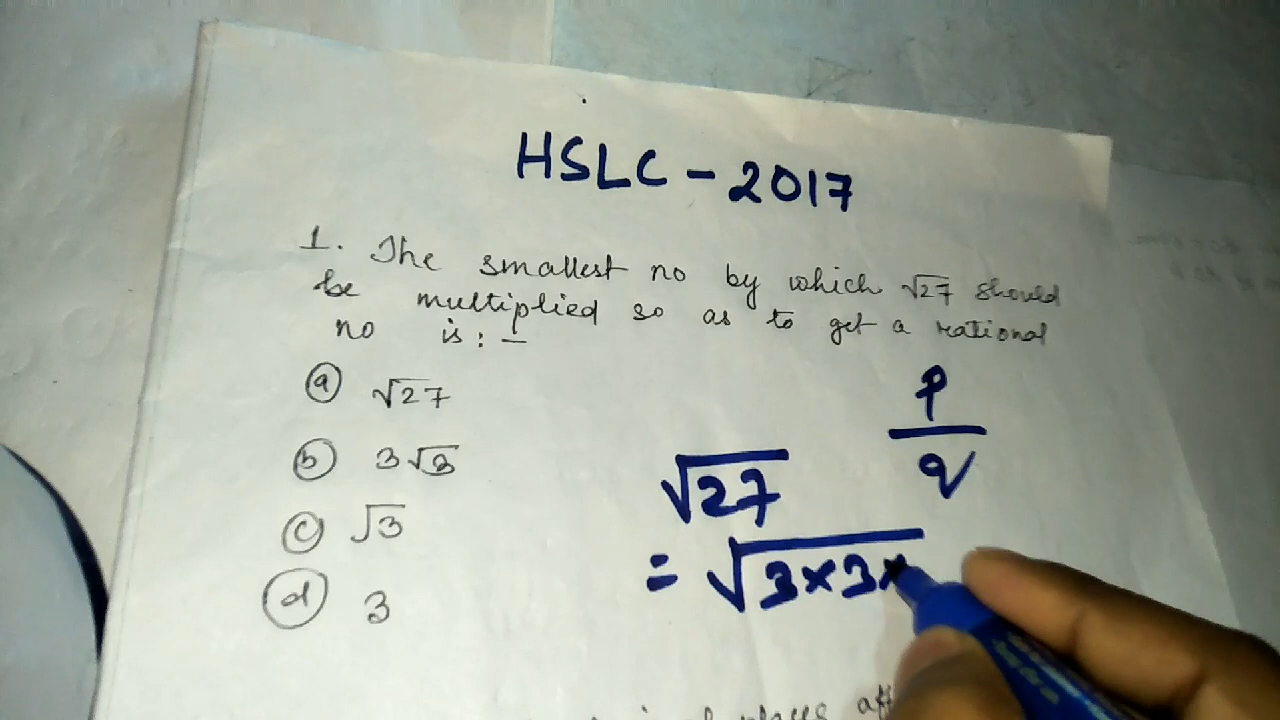 HSLC - 2017
1. The smallest no by which √27 should
be multiplied so as to get a rational
no is : -
(a) √27
(b) 3√3
(c) √3
(d) 3
p
q
√27
= √3×3×
places